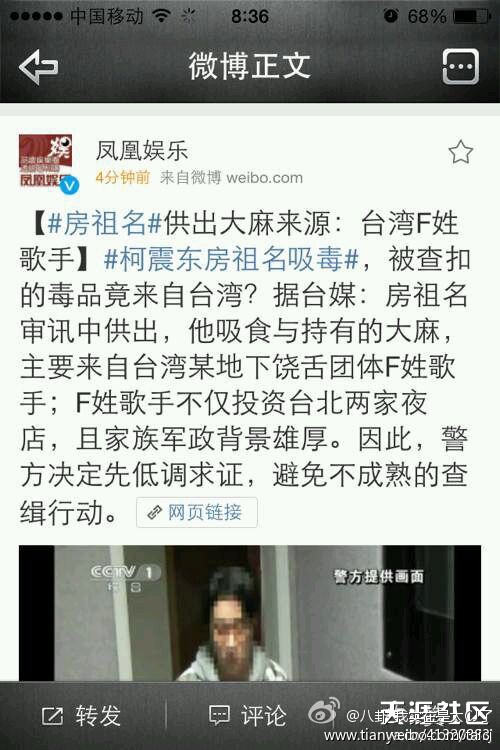 中国移动 8:36 68%
微博正文
凤凰娱乐
4分钟前 来自微博 weibo.com
【#房祖名#供出大麻来源：台湾F姓
歌手】#柯震东房祖名吸毒#，被查扣
的毒品竟来自台湾？据台媒：房祖名
审讯中供出，他吸食与持有的大麻，
主要来自台湾某地下饶舌团体F姓歌
手；F姓歌手不仅投资台北两家夜
店，且家族军政背景雄厚。因此，警
方决定先低调求证，避免不成熟的查
缉行动。 网页链接
CCTV 1
综合
警方提供画面
转发 评论
天涯社区